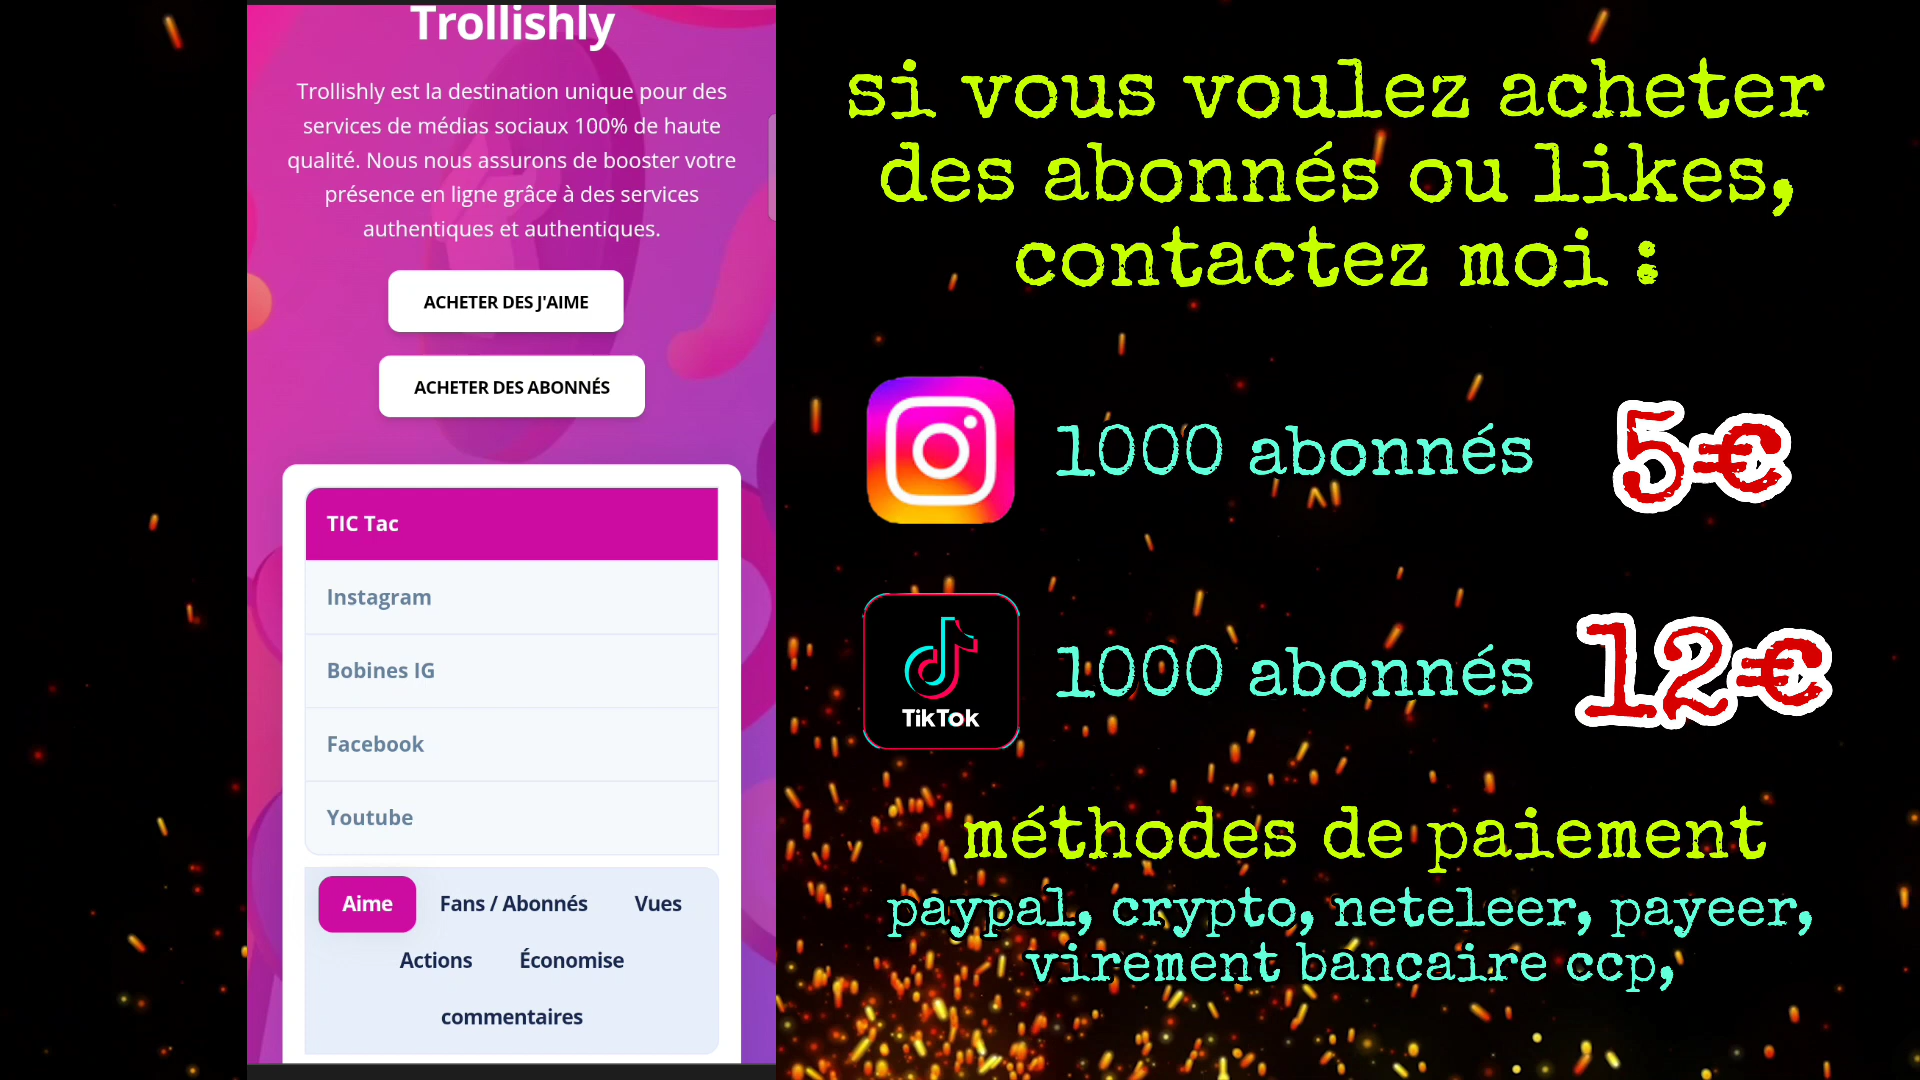 Trollishly
Trollishly est la destination unique pour des
services de médias sociaux 100% de haute
qualité. Nous nous assurons de booster votre
présence en ligne grâce à des services
authentiques et authentiques.
ACHETER DES J'AIME
ACHETER DES ABONNÉS
TIC Tac
Instagram
Bobines IG
Facebook
Youtube
Aime Fans / Abonnés Vues
Actions Économise
commentaires
si vous voulez acheter
des abonnés ou likes,
contactez moi :
1000 abonnés 5€
TikTok
1000 abonnés 12€
méthodes de paiement
paypal, crypto, neteleer, payeer,
virement bancaire ccp,